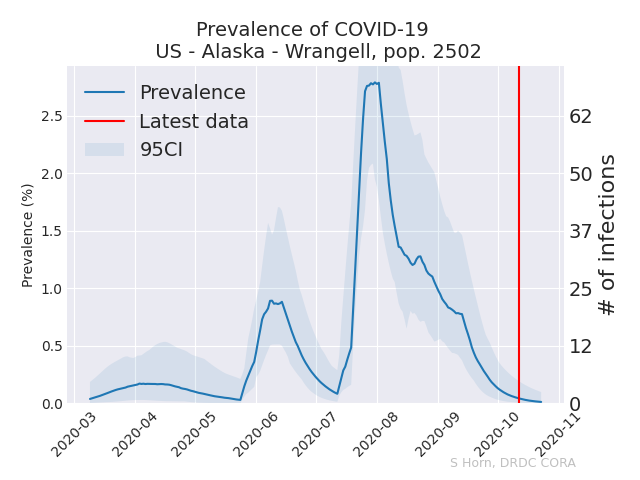 Prevalence of COVID-19
US - Alaska - Wrangell, pop. 2502
Prevalence
Latest data
95CI
Prevalence (%)
2.5
2.0
1.5
1.0
0.5
0.0
62
50
37
25
12
0
# of infections
2020-03
2020-04
2020-05
2020-06
2020-07
2020-08
2020-09
2020-10
2020-11
S Horn, DRDC CORA